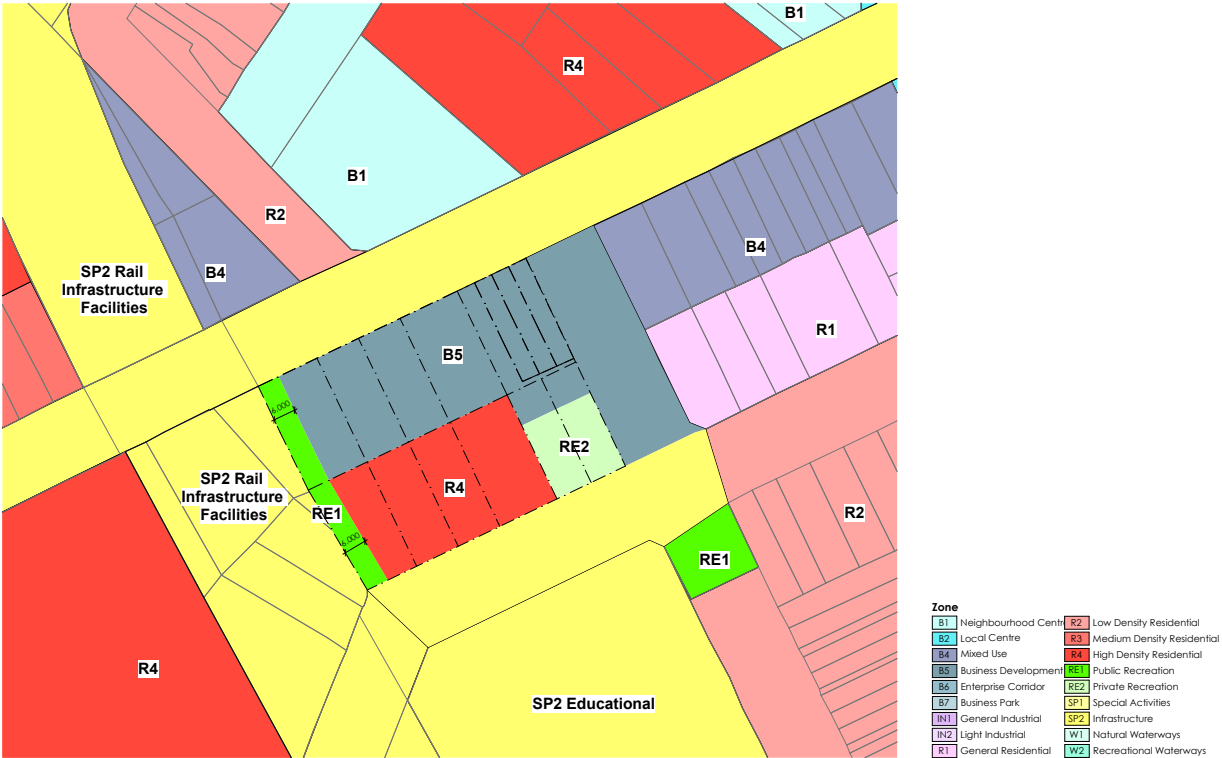 B1
R4
B1
R2
B4
B4
SP2 Rail
Infrastructure
Facilities
R1
B5
6,000
RE2
SP2 Rail
Infrastructure
Facilities
R4
RE1
R2
6,000
RE1
R4
SP2 Educational
Zone
B1 Neighbourhood Centr
B2 Local Centre
B4 Mixed Use
B5 Business Development
B6 Enterprise Corridor
B7 Business Park
IN1 General Industrial
IN2 Light Industrial
R1 General Residential
R2 Low Density Residential
R3 Medium Density Residential
R4 High Density Residential
RE1 Public Recreation
RE2 Private Recreation
SP1 Special Activities
SP2 Infrastructure
W1 Natural Waterways
W2 Recreational Waterways